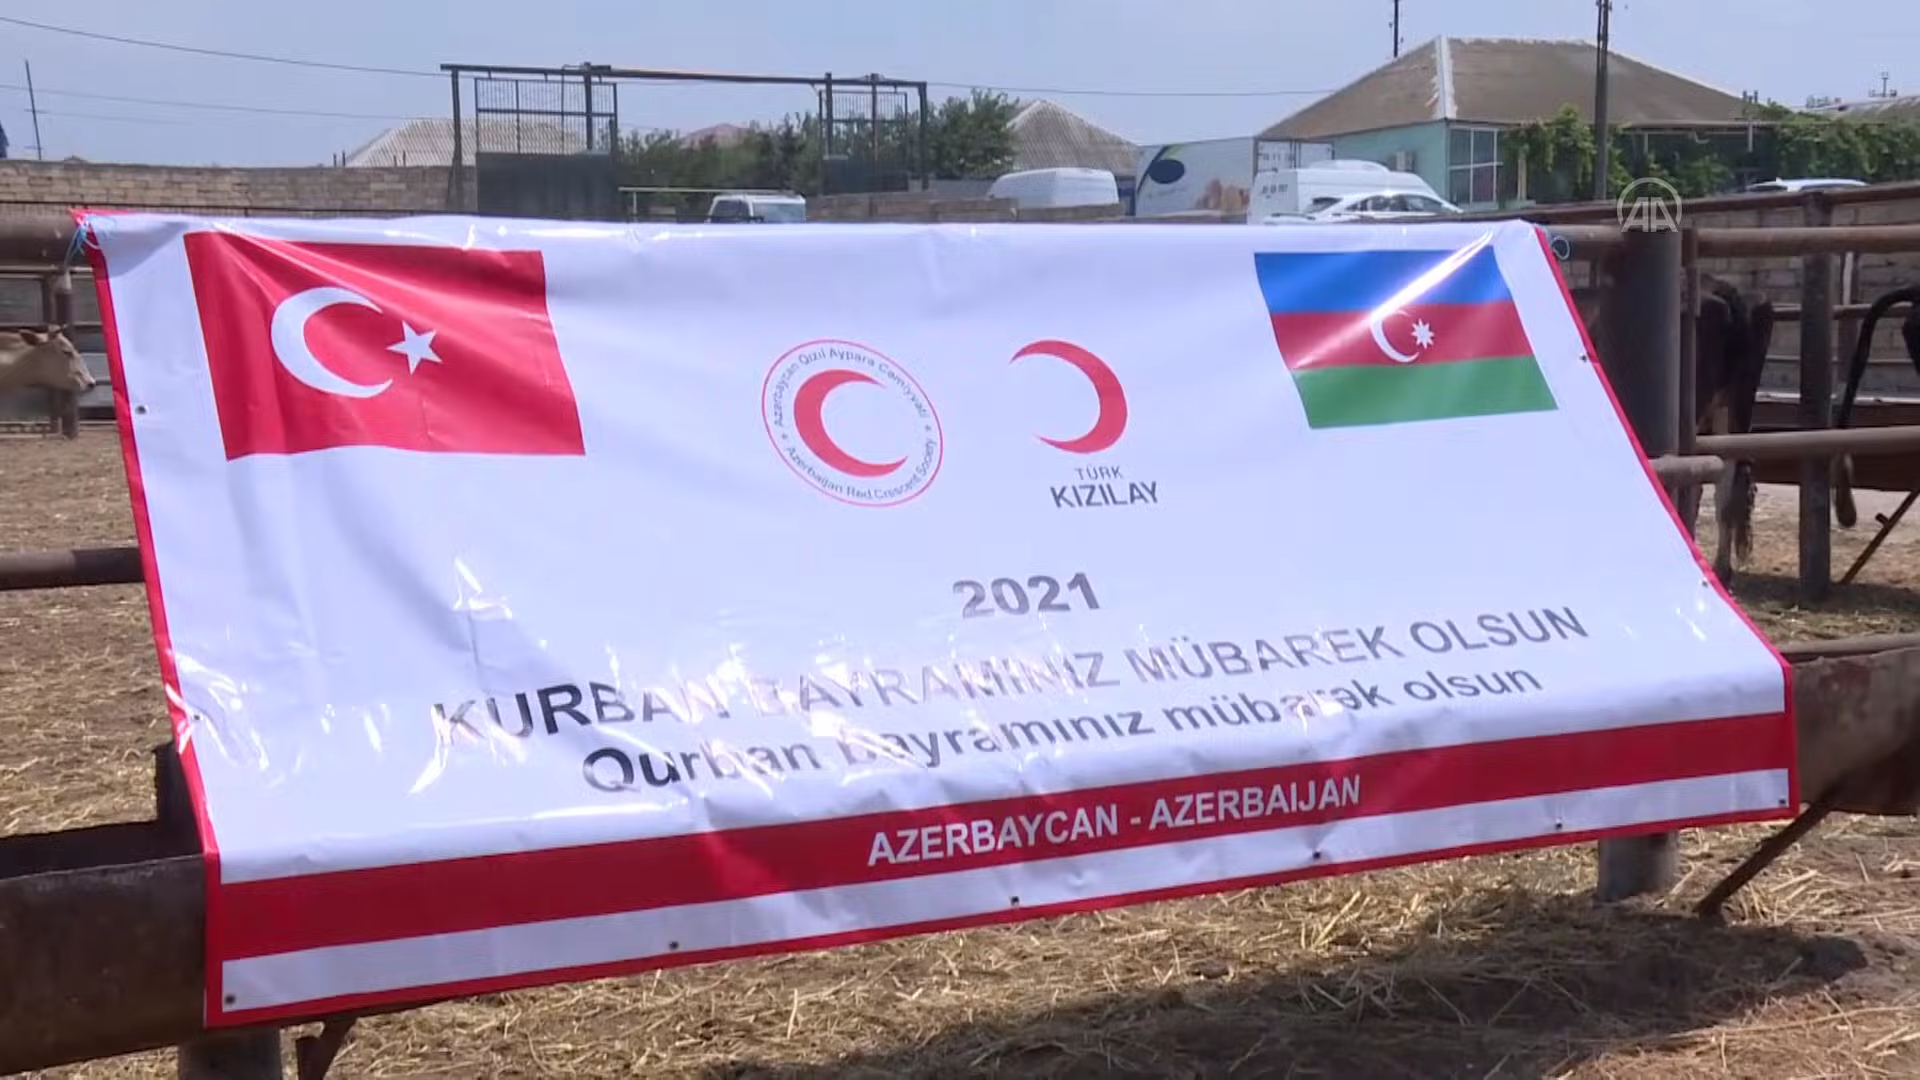 AA
Azərbaycan Qızıl Aypara Cəmiyyəti
Azerbaijan Red Crescent Society
TÜRK
KIZILAY
2021
KURBAN BAYRAMINIZ MÜBAREK OLSUN
Qurban bayramınız mübarək olsun
AZERBAYCAN - AZERBAIJAN